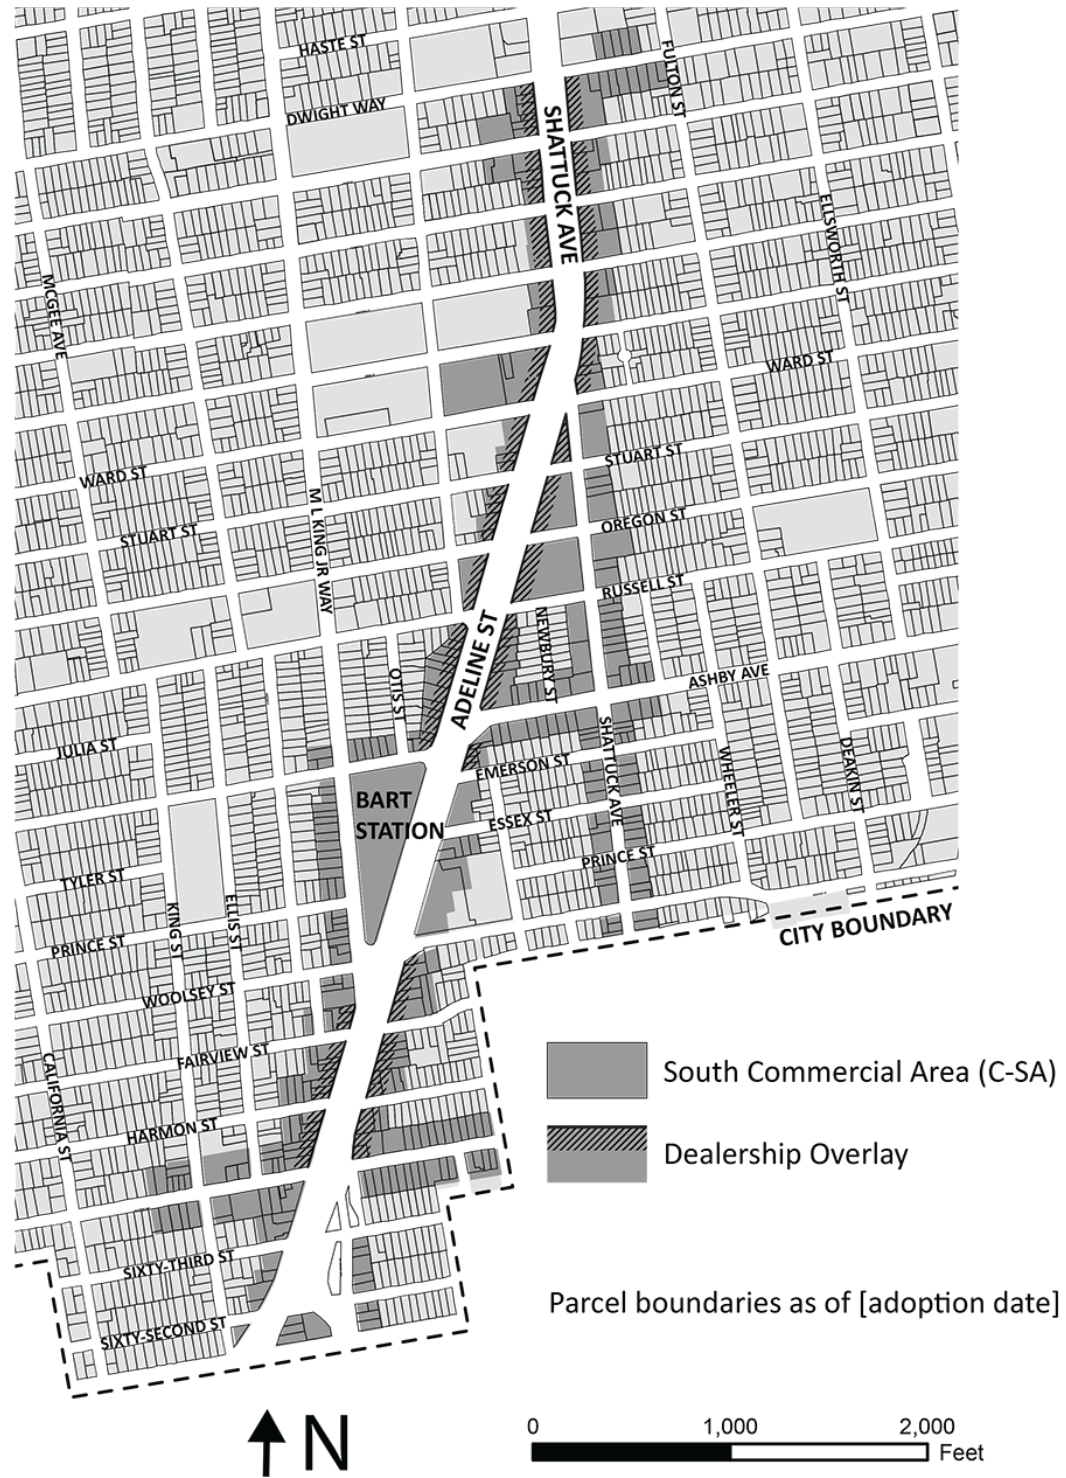 HASTE ST
FULTON ST
DWIGHT WAY
SHATTUCK AVE
ELLSWORTH ST
MCGEE AVE
WARD ST
STUART ST
WARD ST
M L KING JR WAY
OREGON ST
STUART ST
RUSSELL ST
NEWBURY ST
ADELINE ST
OTIS ST
ASHBY AVE
JULIA ST
SHATTUCK AVE
WHEELER ST
DEAKIN ST
EMERSON ST
BART
STATION
ESSEX ST
PRINCE ST
TYLER ST
KING ST
ELLIS ST
PRINCE ST
CITY BOUNDARY
WOOLSEY ST
FAIRVIEW ST
CALIFORNIA ST
South Commercial Area (C-SA)
HARMON ST
Dealership Overlay
SIXTY-THIRD ST
Parcel boundaries as of [adoption date]
SIXTY-SECOND ST
N
0 1,000 2,000
Feet